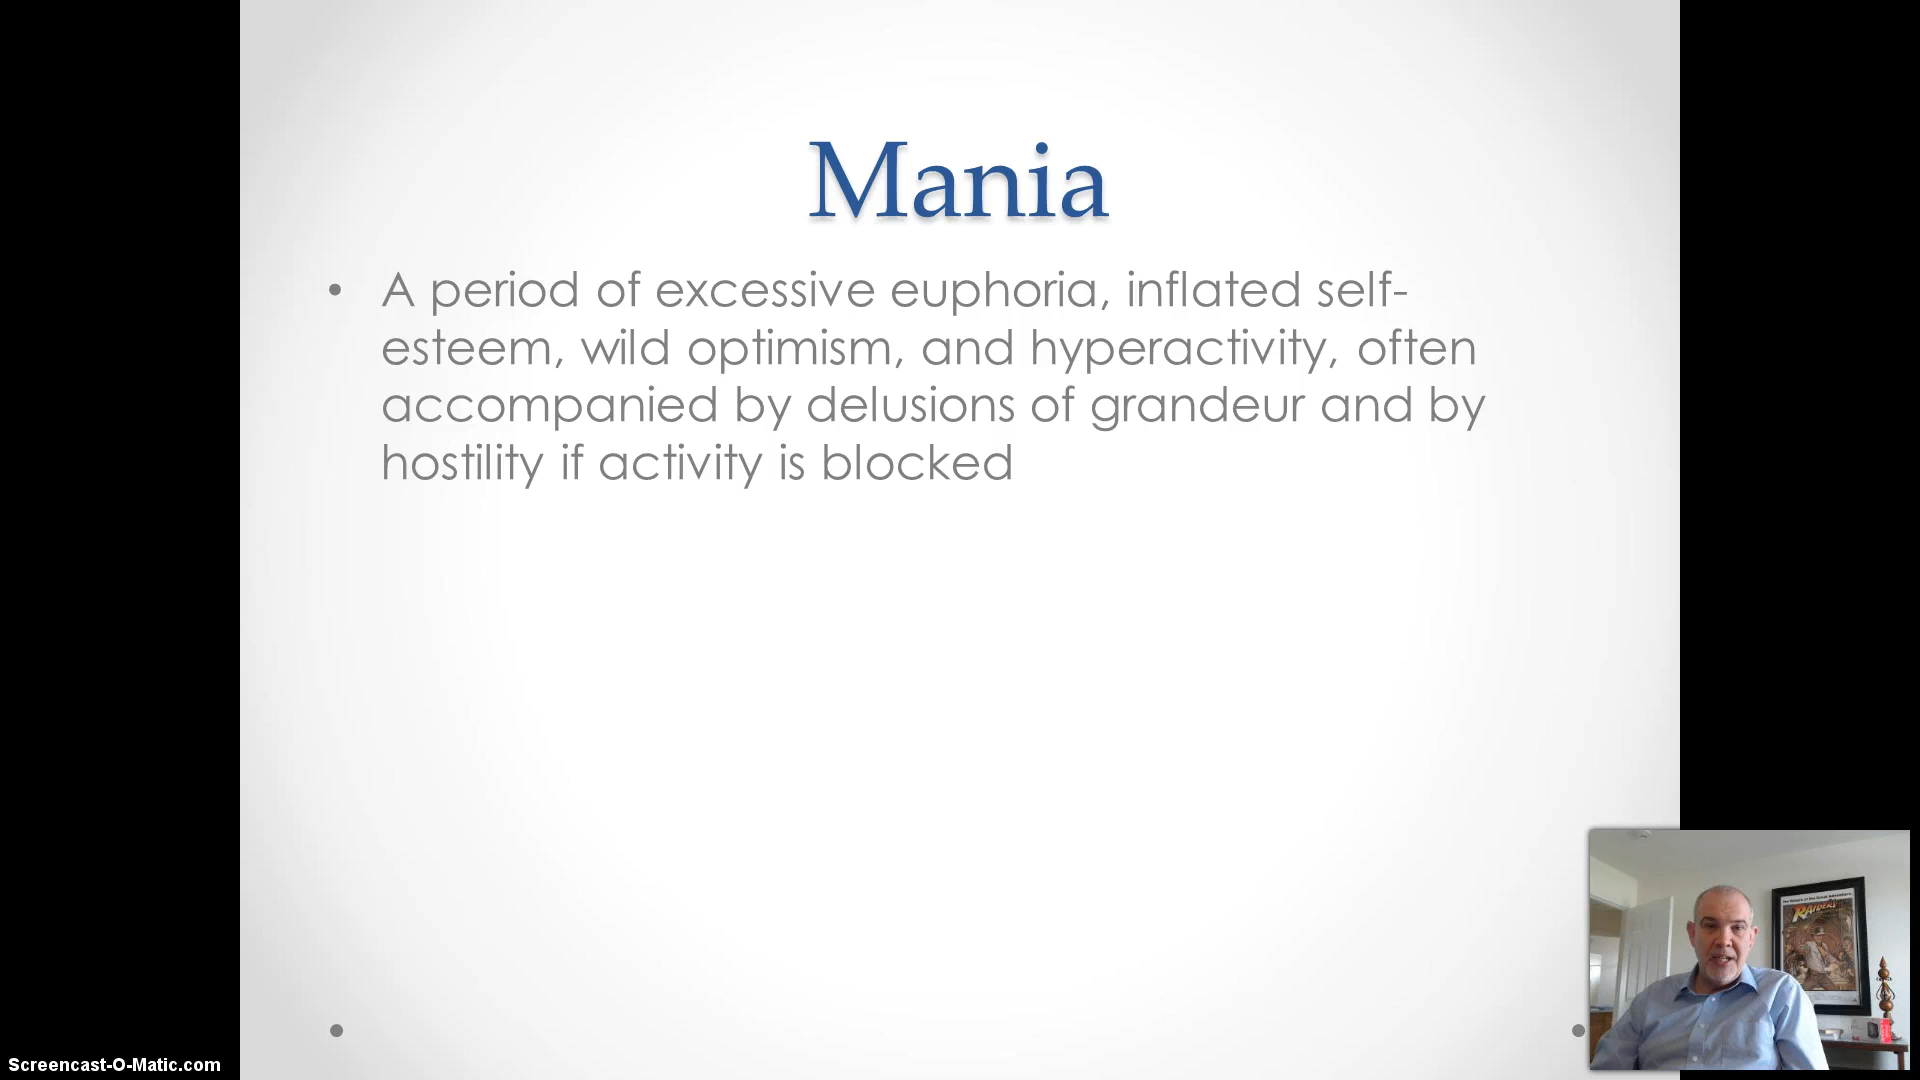 Mania
• A period of excessive euphoria, inflated self-
esteem, wild optimism, and hyperactivity, often
accompanied by delusions of grandeur and by
hostility if activity is blocked
RAIDERS
Screencast-O-Matic.com